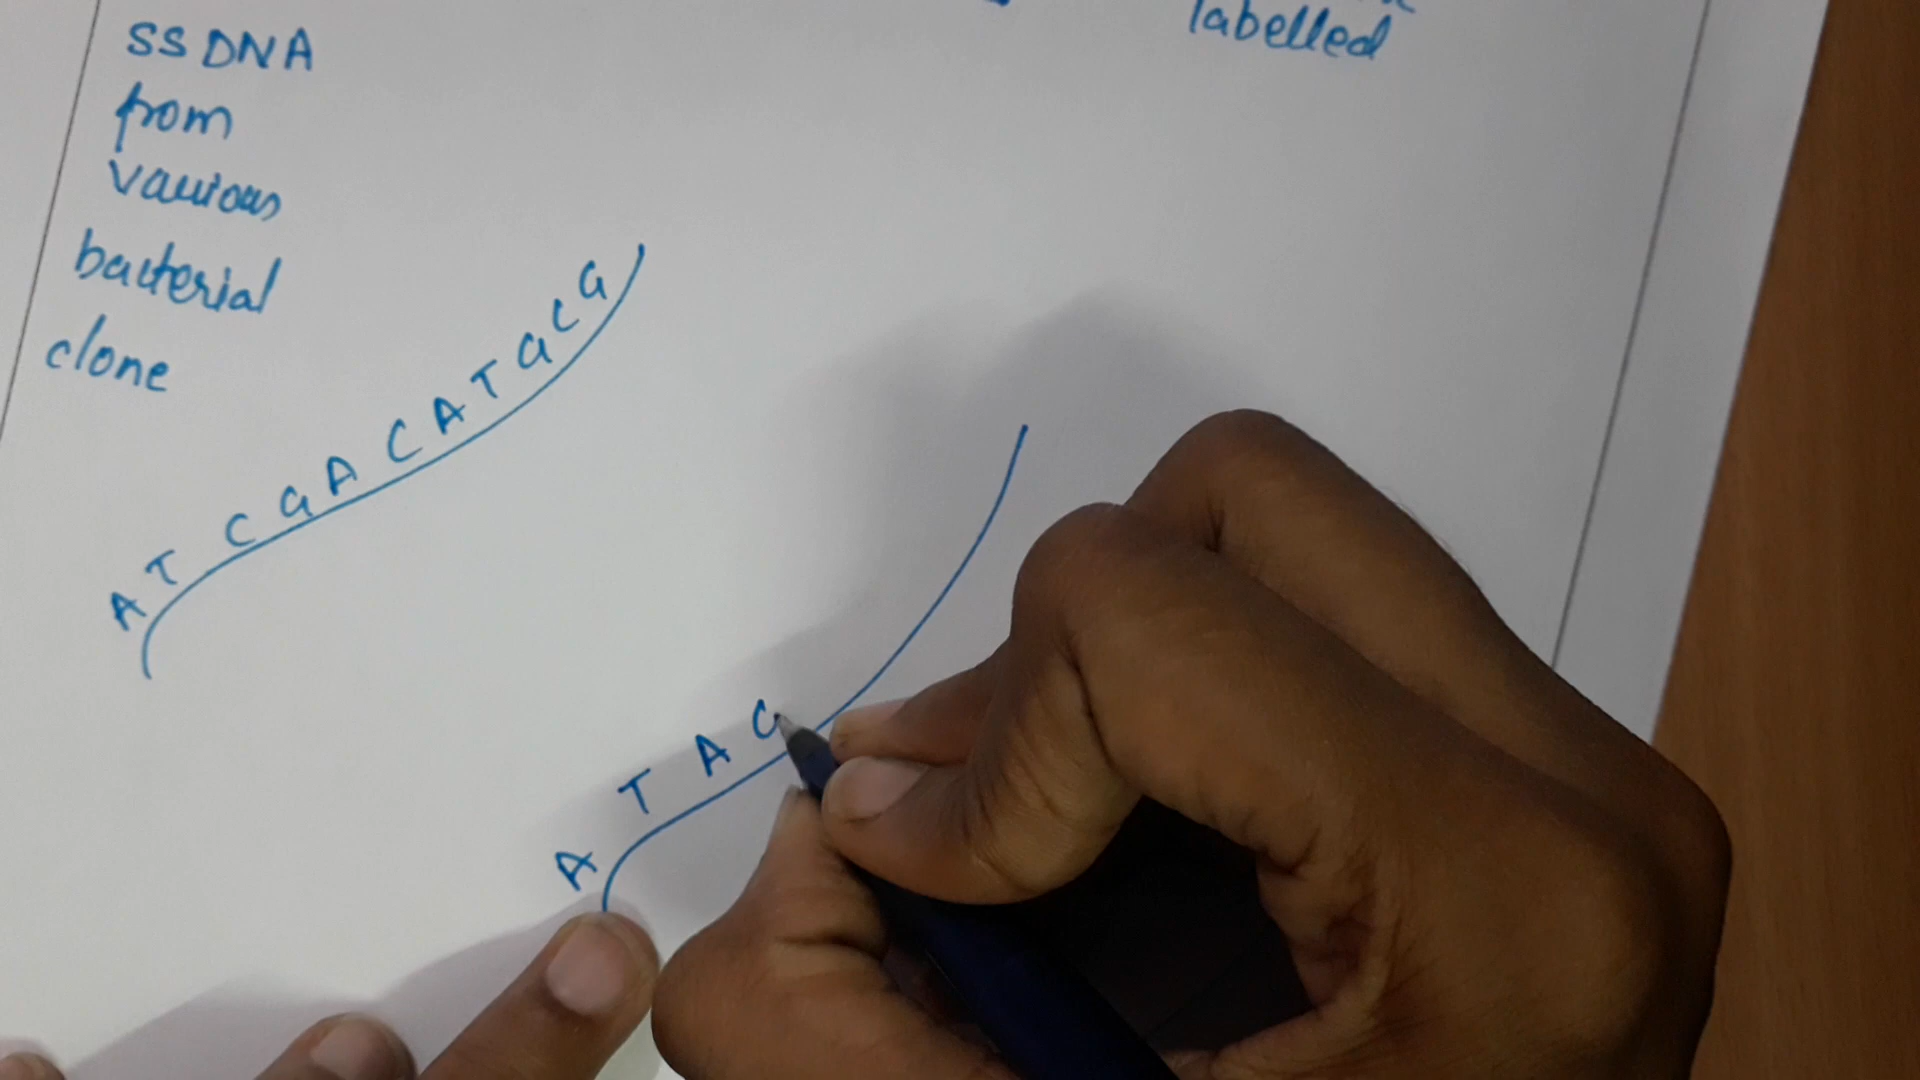 labelled
SS DNA
from
various
bacterial
clone
A T C G A C A T G C G
A T A